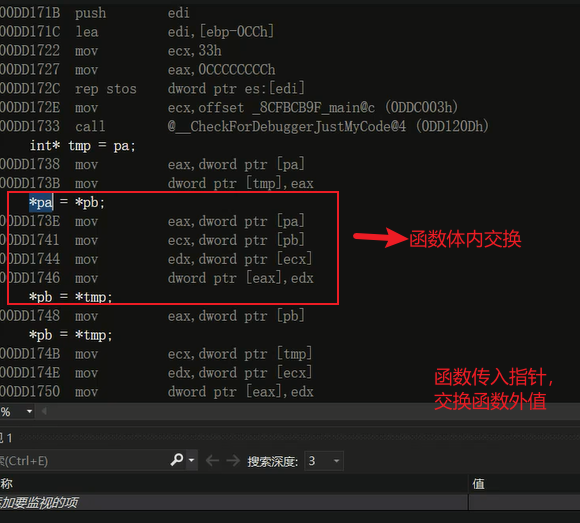 00DD171B push edi
00DD171C lea edi,[ebp-0CCh]
00DD1722 mov ecx,33h
00DD1727 mov eax,0CCCCCCCCh
00DD172C rep stos dword ptr es:[edi]
00DD172E mov ecx,offset _8CFBCB9F_main@c (0DDC003h)
00DD1733 call @__CheckForDebuggerJustMyCode@4 (0DD120Dh)
int* tmp = pa;
00DD1738 mov eax,dword ptr [pa]
00DD173B mov dword ptr [tmp],eax
*pa = *pb;
00DD173E mov eax,dword ptr [pa]
00DD1741 mov ecx,dword ptr [pb]
00DD1744 mov edx,dword ptr [ecx]
00DD1746 mov dword ptr [eax],edx
函数体内交换
*pb = *tmp;
00DD1748 mov eax,dword ptr [pb]
*pb = *tmp;
00DD174B mov ecx,dword ptr [tmp]
00DD174E mov edx,dword ptr [ecx]
00DD1750 mov dword ptr [eax],edx
函数传入指针，
交换函数外值
%
1
(Ctrl+E) 搜索深度: 3
称 值
加要监视的项